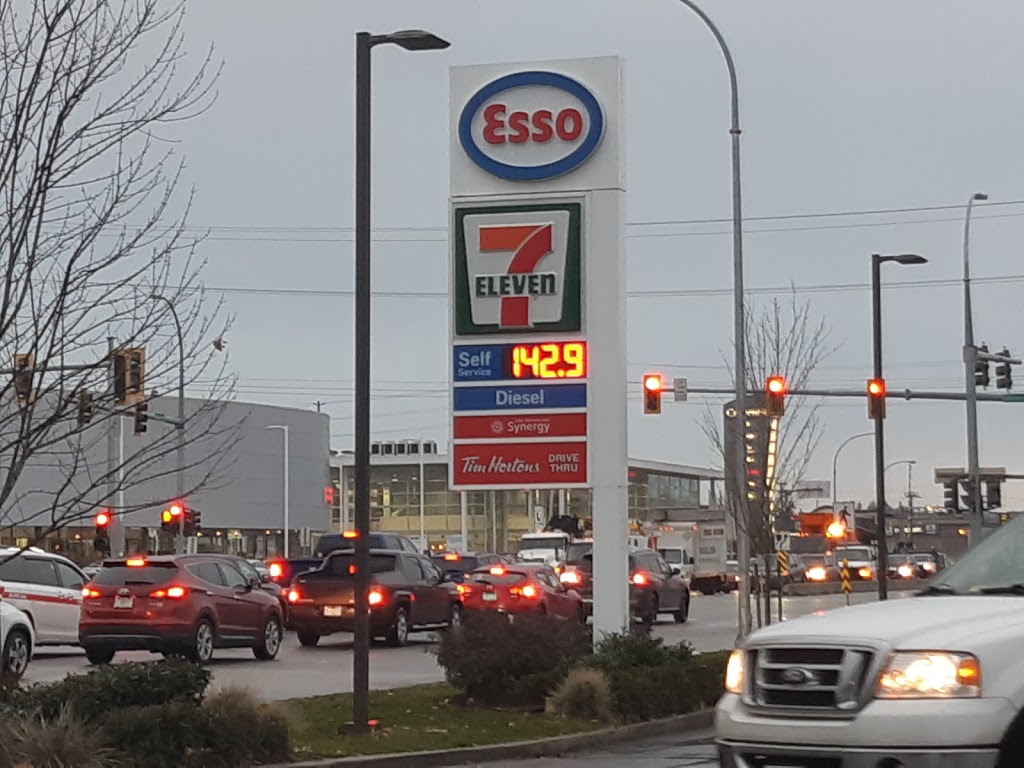 Esso
7
ELEVEN
Self
Service
142.9
Diesel
Synergy
Tim Hortons
DRIVE
THRU